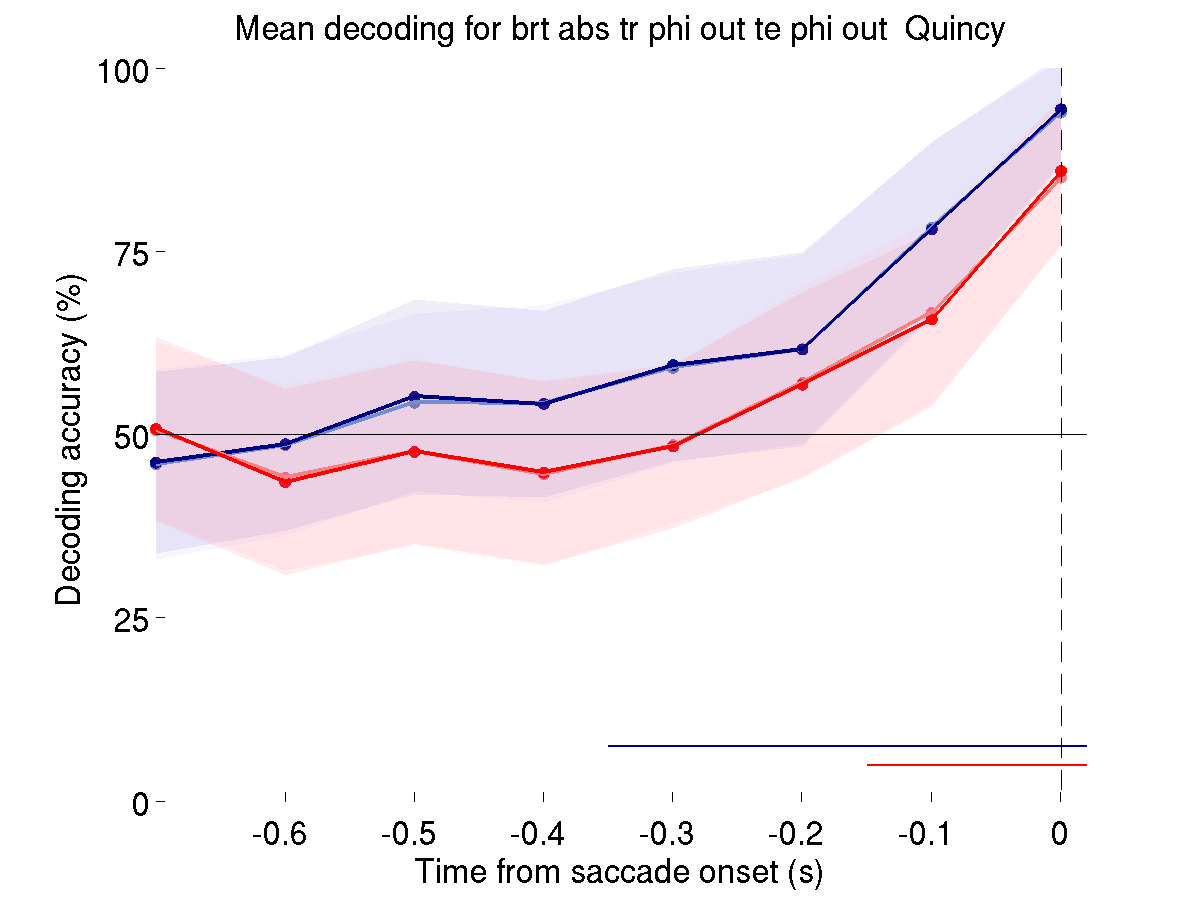 Mean decoding for brt abs tr phi out te phi out  Quincy
100
75
50
25
0
Decoding accuracy (%)
-0.6 -0.5 -0.4 -0.3 -0.2 -0.1 0
Time from saccade onset (s)